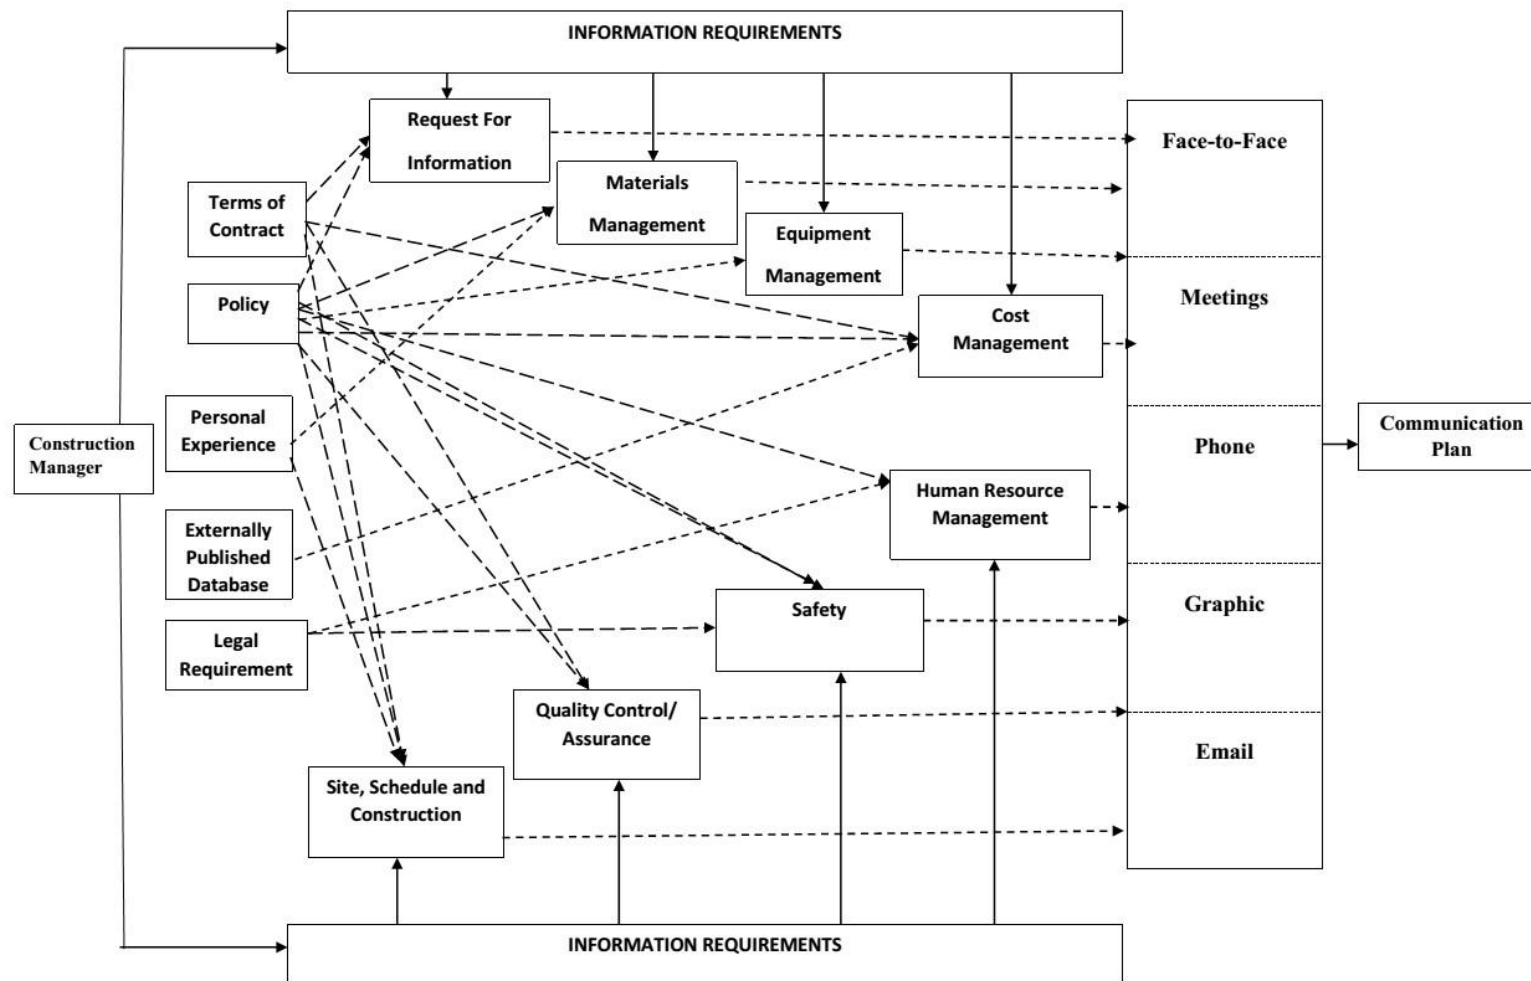 INFORMATION REQUIREMENTS
Request For
Information
Face-to-Face
Materials
Management
Terms of
Contract
Equipment
Management
Policy
Meetings
Cost
Management
Personal
Experience
Construction
Manager
Communication
Plan
Phone
Human Resource
Management
Externally
Published
Database
Safety
Graphic
Legal
Requirement
Quality Control/
Assurance
Email
Site, Schedule and
Construction
INFORMATION REQUIREMENTS